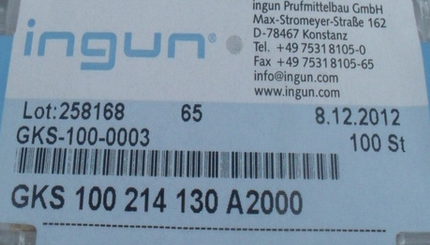 ingun Prüfmittelbau GmbH
Max-Stromeyer-Straße 162
D-78467 Konstanz
Tel. +49 7531 8105-0
Fax +49 7531 8105-65
info@ingun.com
www.ingun.com
ingun®
Lot:258168 65 8.12.2012
GKS-100-0003 100 St
GKS 100 214 130 A2000